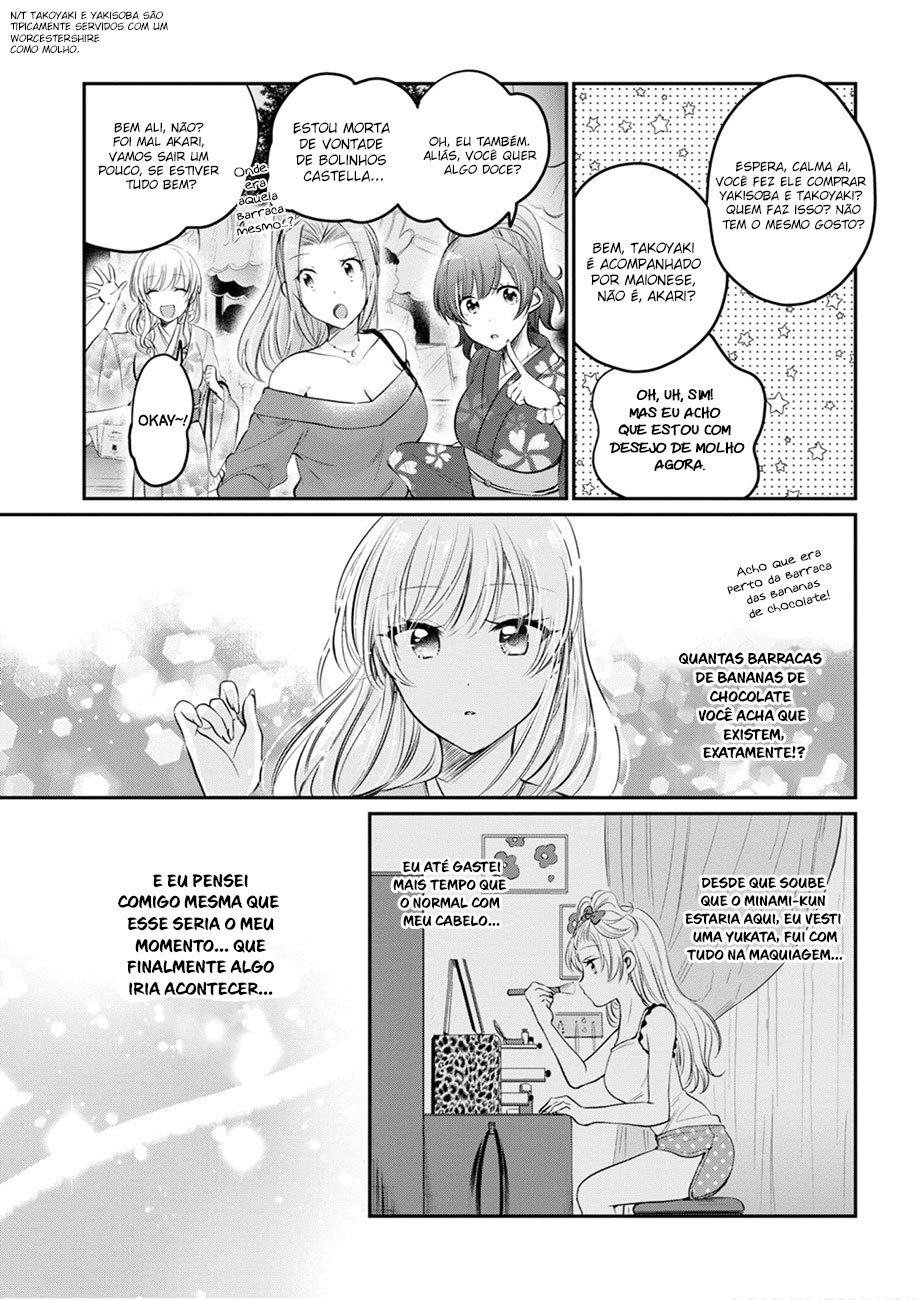 N/T TAKOYAKI E YAKISOBA SÃO
TIPICAMENTE SERVIDOS COM UM
WORCESTERSHIRE
COMO MOLHO.
ESPERA, CALMA AI,
VOCÊ FEZ ELE COMPRAR
YAKISOBA E TAKOYAKI?
QUEM FAZ ISSO? NÃO
TEM O MESMO GOSTO?
BEM, TAKOYAKI
É ACOMPANHADO
POR MAIONESE,
NÃO É, AKARI?
OH, UH, SIM!
MAS EU ACHO
QUE ESTOU COM
DESEJO DE MOLHO
AGORA.
OH, EU TAMBÉM.
ALIÁS, VOCÊ QUER
ALGO DOCE?
ESTOU MORTA
DE VONTADE
DE BOLINHOS
CASTELLA...
BEM ALI, NÃO?
FOI MAL AKARI,
VAMOS SAIR UM
POUCO, SE ESTIVER
TUDO BEM?
Onde
era
aquela
barraca
mesmo..?
OKAY~!
Acho que era
perto da barraca
das bananas
de chocolate!
QUANTAS BARRACAS
DE BANANAS DE
CHOCOLATE
VOCÊ ACHA QUE
EXISTEM,
EXATAMENTE!?
DESDE QUE SOUBE
QUE O MINAMI-KUN
ESTARIA AQUI, EU VESTI
UMA YUKATA, FUI COM
TUDO NA MAQUIAGEM...
EU ATÉ GASTEI
MAIS TEMPO QUE
O NORMAL COM
MEU CABELO...
E EU PENSEI
COMIGO MESMA QUE
ESSE SERIA O MEU
MOMENTO... QUE
FINALMENTE ALGO
IRIA ACONTECER...